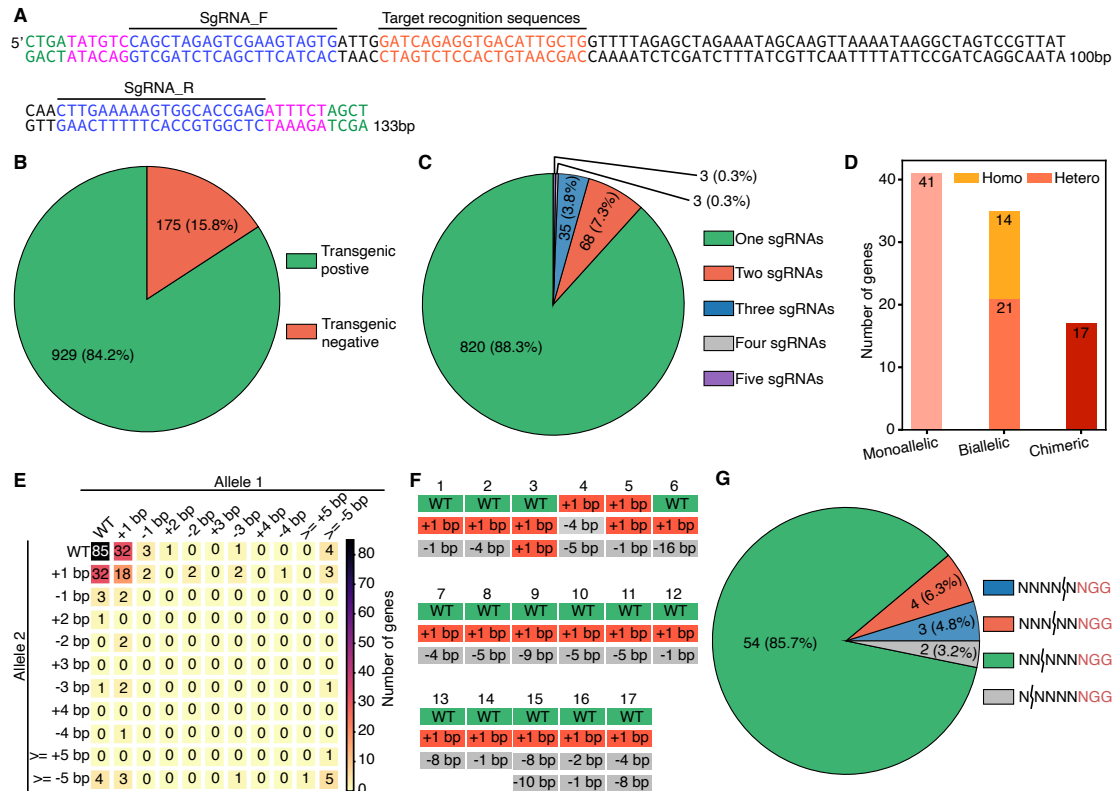 A
SgRNA_F Target recognition sequences
5’CTGATATGTCCAGCTAGAGTCGAAGTAGTGATTGGATCAGAGGTGACATTGCTGGTTTTAGAGCTAGAAATAGCAAGTTAAAATAAGGCTAGTCCGTTAT
GACTATACAGGTCGATCTCAGCTTCATCACTAACCTAGTCTCCACTGTAACGACCAAAATCTCGATCTTTATCGTTCAATTTTATTCCGATCAGGCAATA 100bp
SgRNA_R
CAACTTGAAAAAGTGGCACCGAGATTTCTAGCT
GTTGAACTTTTTCACCGTGGCTCTAAAGATCGA 133bp
B
175 (15.8%)
929 (84.2%)
Transgenic
postive
Transgenic
negative
C
3 (0.3%)
3 (0.3%)
35 (3.8%)
68 (7.3%)
820 (88.3%)
One sgRNAs
Two sgRNAs
Three sgRNAs
Four sgRNAs
Five sgRNAs
D
Number of genes
40
30
20
10
0
Homo Hetero
41
14
21
17
Monoallelic Biallelic Chimeric
E
Allele 1
WT +1 bp -1 bp +2 bp -2 bp +3 bp -3 bp +4 bp -4 bp >= +5 bp >= -5 bp
Allele 2
WT 85 32 3 1 0 0 1 0 0 0 4
+1 bp 32 18 2 0 2 0 2 0 1 0 3
-1 bp 3 2 0 0 0 0 0 0 0 0 0
+2 bp 1 0 0 0 0 0 0 0 0 0 0
-2 bp 0 2 0 0 0 0 0 0 0 0 0
+3 bp 0 0 0 0 0 0 0 0 0 0 0
-3 bp 1 2 0 0 0 0 0 0 0 0 1
+4 bp 0 0 0 0 0 0 0 0 0 0 0
-4 bp 0 1 0 0 0 0 0 0 0 0 0
>= +5 bp 0 0 0 0 0 0 0 0 0 0 1
>= -5 bp 4 3 0 0 0 0 1 0 0 1 5
80
70
60
50
40
30
20
10
0
Number of genes
F
1 2 3 4 5 6
WT WT WT +1 bp +1 bp WT
+1 bp +1 bp +1 bp -4 bp +1 bp +1 bp
-1 bp -4 bp +1 bp -5 bp -1 bp -16 bp
7 8 9 10 11 12
WT WT WT WT WT WT
+1 bp +1 bp +1 bp +1 bp +1 bp +1 bp
-4 bp -5 bp -9 bp -5 bp -5 bp -1 bp
13 14 15 16 17
WT WT WT WT WT
+1 bp +1 bp +1 bp +1 bp +1 bp
-8 bp -1 bp -8 bp -2 bp -4 bp
-10 bp -1 bp -8 bp
G
4 (6.3%)
3 (4.8%)
2 (3.2%)
54 (85.7%)
NNNNNNGG
NNNNNNGG
NNNNNNGG
NNNNNNGG